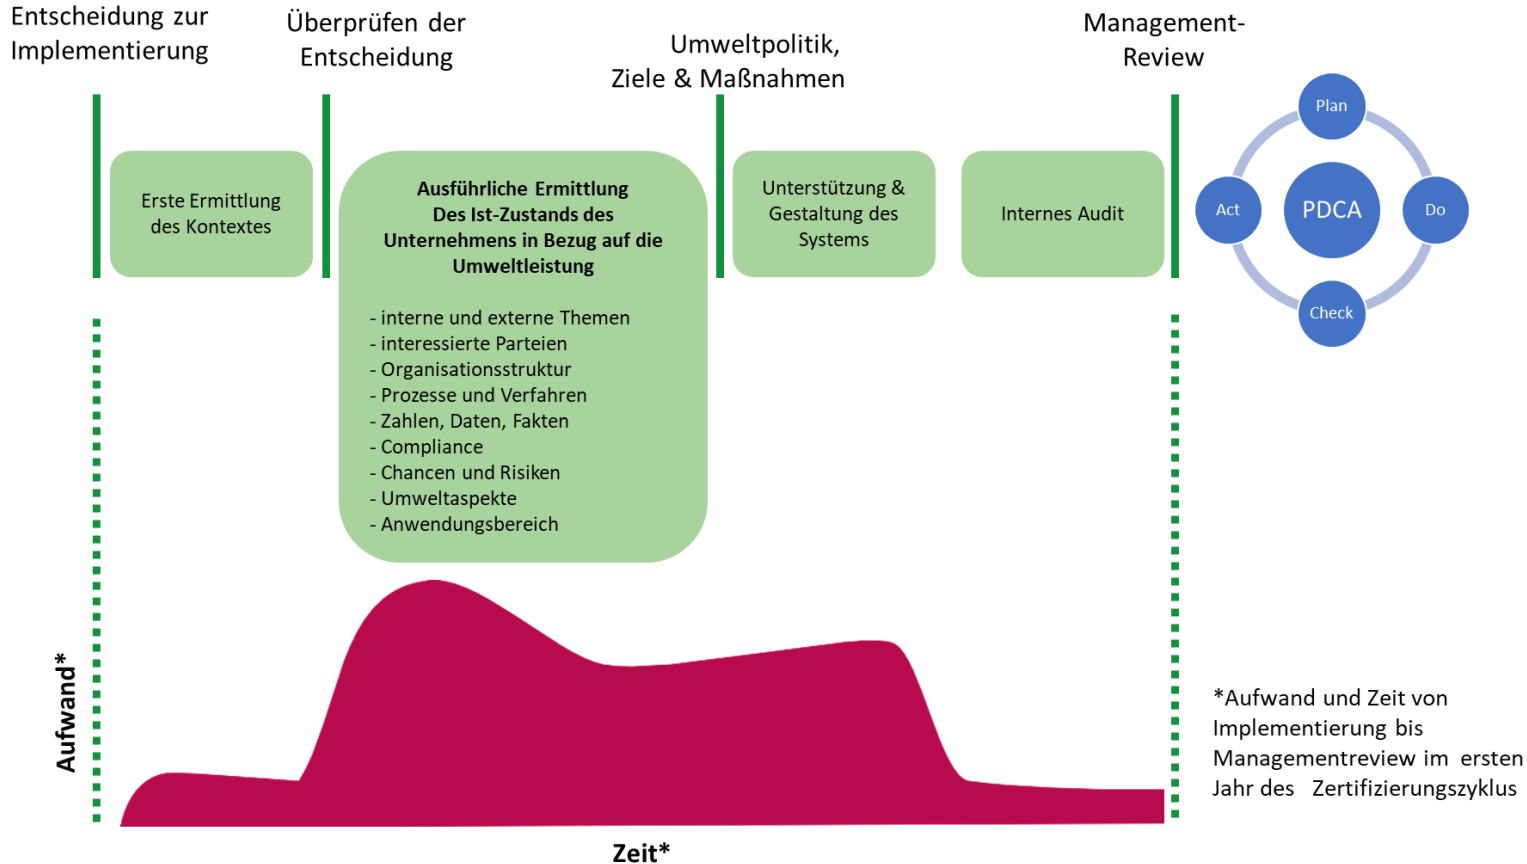 Entscheidung zur
Implementierung
Überprüfen der
Entscheidung
Umweltpolitik,
Ziele & Maßnahmen
Management-
Review
Erste Ermittlung
des Kontextes
Ausführliche Ermittlung
Des Ist-Zustands des
Unternehmens in Bezug auf die
Umweltleistung
- interne und externe Themen
- interessierte Parteien
- Organisationsstruktur
- Prozesse und Verfahren
- Zahlen, Daten, Fakten
- Compliance
- Chancen und Risiken
- Umweltaspekte
- Anwendungsbereich
Unterstützung &
Gestaltung des
Systems
Internes Audit
Plan
Act
PDCA
Do
Check
Aufwand*
Zeit*
*Aufwand und Zeit von
Implementierung bis
Managementreview im ersten
Jahr des Zertifizierungszyklus